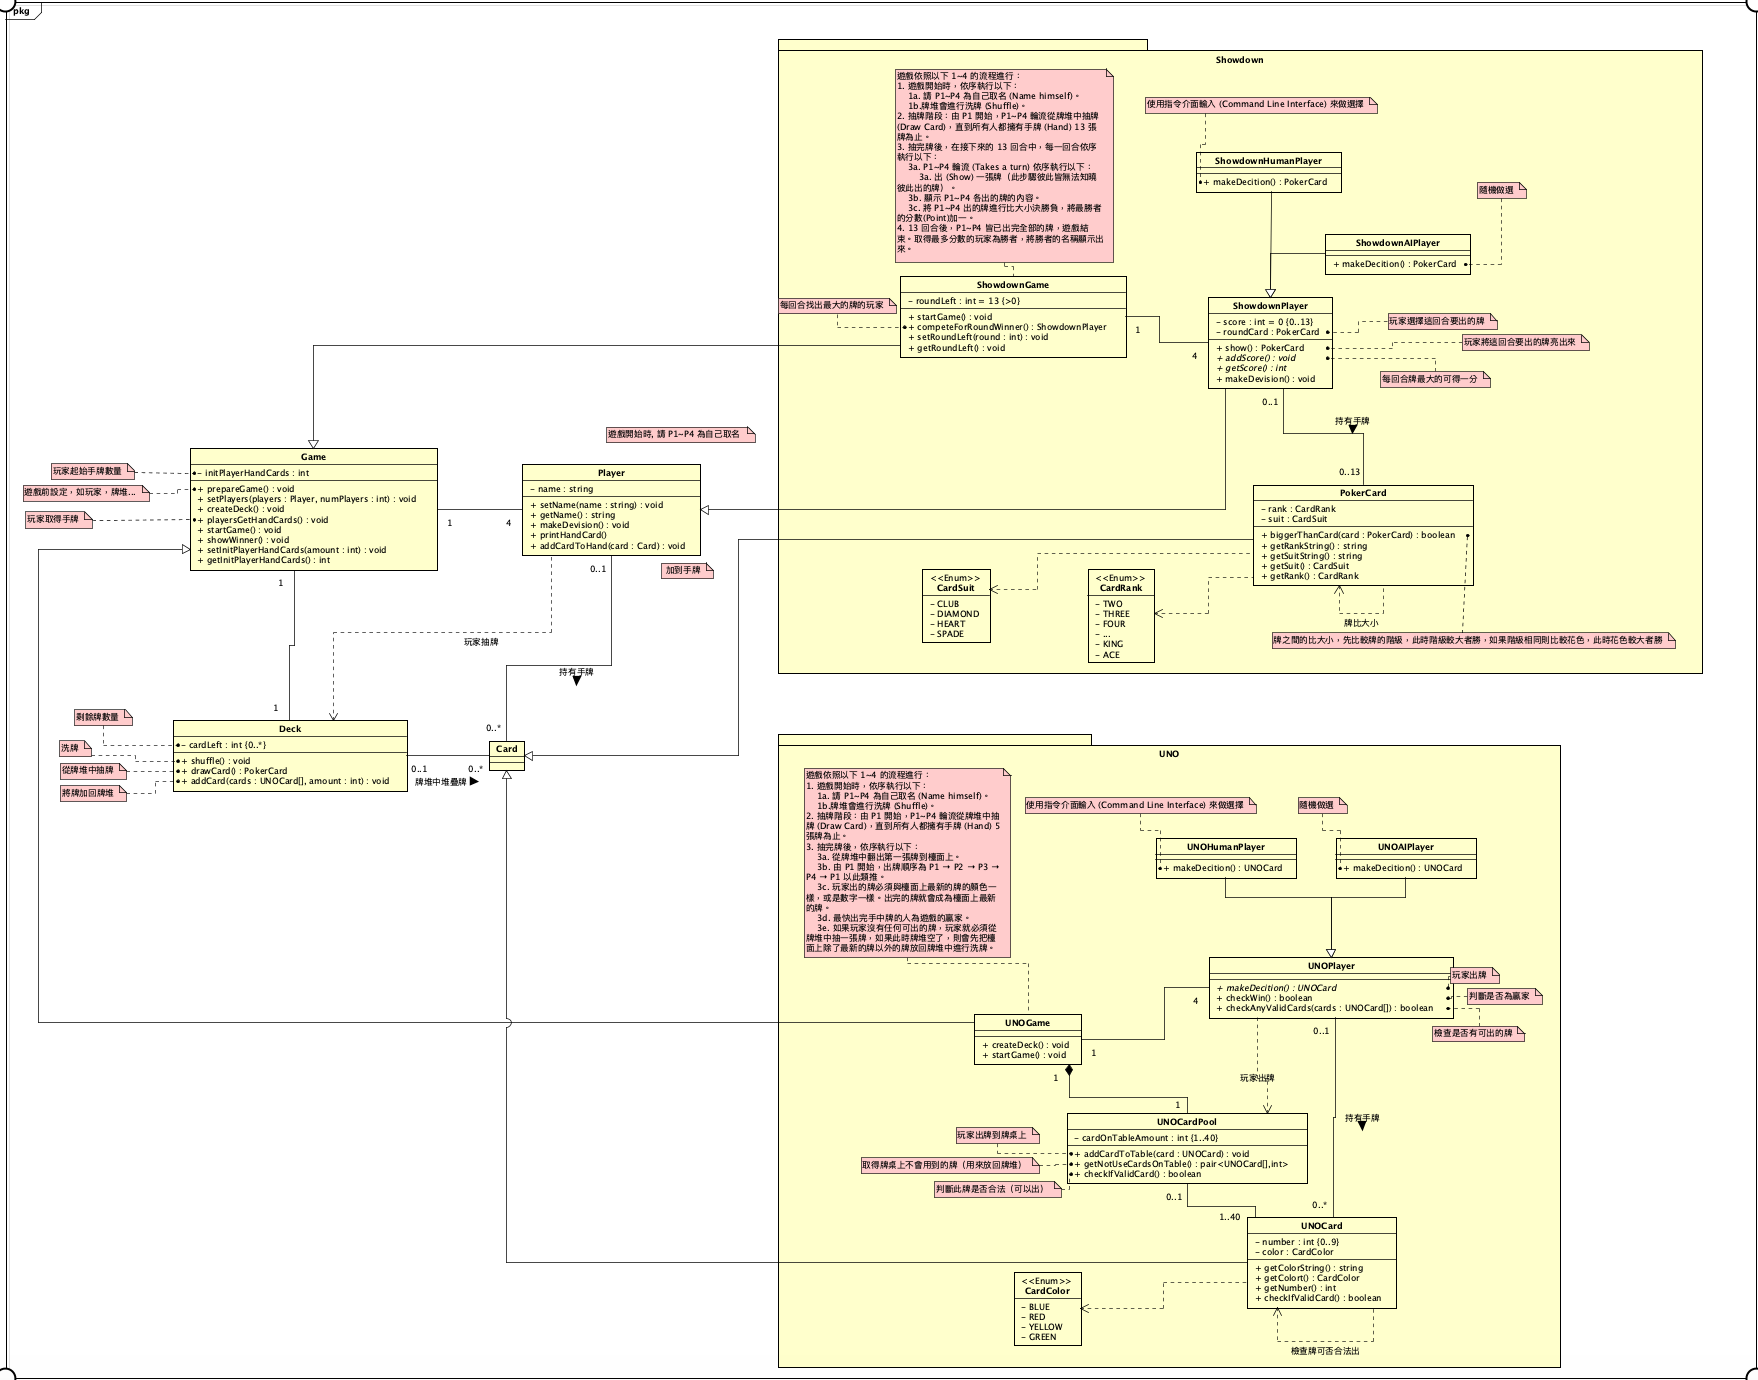 pkg
Showdown
遊戲依照以下 1~4 的流程進行：
1. 遊戲開始時，依序執行以下：
1a. 請 P1~P4 為自己取名 (Name himself)。
1b.牌堆會進行洗牌 (Shuffle)。
2. 抽牌階段：由 P1 開始，P1~P4 輪流從牌堆中抽牌
(Draw Card)，直到所有人都擁有手牌 (Hand) 13 張
牌為止。
3. 抽完牌後，在接下來的 13 回合中，每一回合依序
執行以下：
3a. P1~P4 輪流 (Takes a turn) 依序執行以下：
3a. 出 (Show) 一張牌（此步驟彼此皆無法知曉
彼此出的牌）。
3b. 顯示 P1~P4 各出的牌的內容。
3c. 將 P1~P4 出的牌進行比大小決勝負，將最勝者
的分數(Point)加一。
4. 13 回合後，P1~P4 皆已出完全部的牌，遊戲結
束。取得最多分數的玩家為勝者，將勝者的名稱顯示出
來。
使用指令介面輸入 (Command Line Interface) 來做選擇
ShowdownHumanPlayer
+ makeDecition() : PokerCard
隨機做選
ShowdownAIPlayer
+ makeDecition() : PokerCard
ShowdownGame
– roundLeft : int = 13 {>0}
+ startGame() : void
+ competeForRoundWinner() : ShowdownPlayer
+ setRoundLeft(round : int) : void
+ getRoundLeft() : void
每回合找出最大的牌的玩家
1
4
ShowdownPlayer
– score : int = 0 {0..13}
– roundCard : PokerCard
+ show() : PokerCard
+ addScore() : void
+ getScore() : int
+ makeDevision() : void
玩家選擇這回合要出的牌
玩家將這回合要出的牌亮出來
每回合牌最大的可得一分
0..1
持有手牌
0..13
PokerCard
– rank : CardRank
– suit : CardSuit
+ biggerThanCard(card : PokerCard) : boolean
+ getRankString() : string
+ getSuitString() : string
+ getSuit() : CardSuit
+ getRank() : CardRank
牌比大小
牌之間的比大小，先比較牌的階級，此時階級較大者勝，如果階級相同則比較花色，此時花色較大者勝
<<Enum>>
CardSuit
– CLUB
– DIAMOND
– HEART
– SPADE
<<Enum>>
CardRank
– TWO
– THREE
– FOUR
– ...
– KING
– ACE
遊戲開始時, 請 P1~P4 為自己取名
Game
– initPlayerHandCards : int
+ prepareGame() : void
+ setPlayers(players : Player, numPlayers : int) : void
+ createDeck() : void
+ playersGetHandCards() : void
+ startGame() : void
+ showWinner() : void
+ setInitPlayerHandCards(amount : int) : void
+ getInitPlayerHandCards() : int
玩家起始手牌數量
遊戲前設定，如玩家，牌堆...
玩家取得手牌
1
4
Player
– name : string
+ setName(name : string) : void
+ getName() : string
+ makeDevision() : void
+ printHandCard()
+ addCardToHand(card : Card) : void
加到手牌
1
0..1
玩家抽牌
持有手牌
1
0..*
Deck
– cardLeft : int {0..*}
+ shuffle() : void
+ drawCard() : PokerCard
+ addCard(cards : UNOCard[], amount : int) : void
剩餘牌數量
洗牌
從牌堆中抽牌
將牌加回牌堆
0..1
0..*
牌堆中堆疊牌
Card
UNO
遊戲依照以下 1~4 的流程進行：
1. 遊戲開始時，依序執行以下：
1a. 請 P1~P4 為自己取名 (Name himself)。
1b.牌堆會進行洗牌 (Shuffle)。
2. 抽牌階段：由 P1 開始，P1~P4 輪流從牌堆中抽
牌 (Draw Card)，直到所有人都擁有手牌 (Hand) 5
張牌為止。
3. 抽完牌後，依序執行以下：
3a. 從牌堆中翻出第一張牌到檯面上。
3b. 由 P1 開始，出牌順序為 P1 → P2 → P3 →
P4 → P1 以此類推。
3c. 玩家出的牌必須與檯面上最新的牌的顏色一
樣，或是數字一樣。出完的牌就會成為檯面上最新
的牌。
3d. 最快出完手中牌的人為遊戲的贏家。
3e. 如果玩家沒有任何可出的牌，玩家就必須從
牌堆中抽一張牌，如果此時牌堆空了，則會先把檯
面上除了最新的牌以外的牌放回牌堆中進行洗牌。
使用指令介面輸入 (Command Line Interface) 來做選擇
隨機做選
UNOHumanPlayer
+ makeDecition() : UNOCard
UNOAIPlayer
+ makeDecition() : UNOCard
UNOPlayer
+ makeDecition() : UNOCard
+ checkWin() : boolean
+ checkAnyValidCards(cards : UNOCard[]) : boolean
玩家出牌
判斷是否為贏家
檢查是否有可出的牌
4
1
UNOGame
+ createDeck() : void
+ startGame() : void
1
1
0..1
玩家出牌
持有手牌
UNOCardPool
– cardOnTableAmount : int {1..40}
+ addCardToTable(card : UNOCard) : void
+ getNotUseCardsOnTable() : pair<UNOCard[],int>
+ checkIfValidCard() : boolean
玩家出牌到牌桌上
取得牌桌上不會用到的牌（用來放回牌堆）
判斷此牌是否合法（可以出）
0..1
1..40
0..*
UNOCard
– number : int {0..9}
– color : CardColor
+ getColorString() : string
+ getColort() : CardColor
+ getNumber() : int
+ checkIfValidCard() : boolean
檢查牌可否合法出
<<Enum>>
CardColor
– BLUE
– RED
– YELLOW
– GREEN